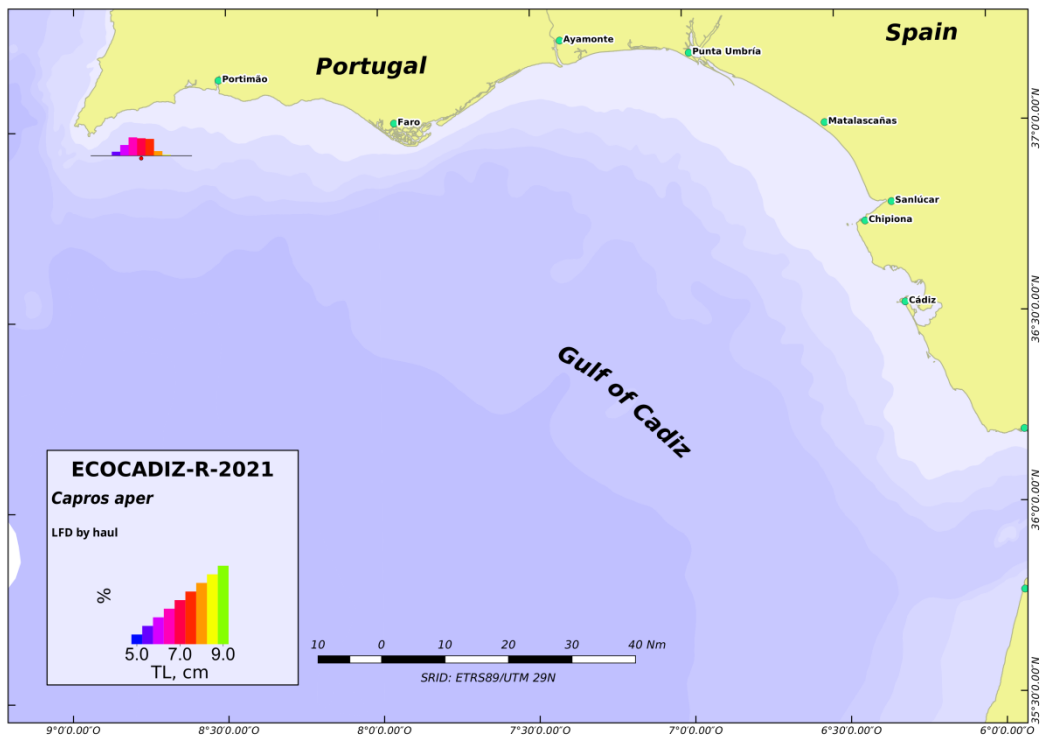 Spain
Ayamonte
Punta Umbría
Portugal
Portimão
Faro
Matalascañas
37°0'0.00"N
Sanlúcar
Chipiona
Cádiz
36°30'0.00"N
Gulf of Cadiz
ECOCADIZ-R-2021
Capros aper
LFD by haul
%
5.0 7.0 9.0
TL, cm
36°0'0.00"N
10 0 10 20 30 40 Nm
SRID: ETRS89/UTM 29N
35°30'0.00"N
9°0'0.00"O 8°30'0.00"O 8°0'0.00"O 7°30'0.00"O 7°0'0.00"O 6°30'0.00"O 6°0'0.00"O